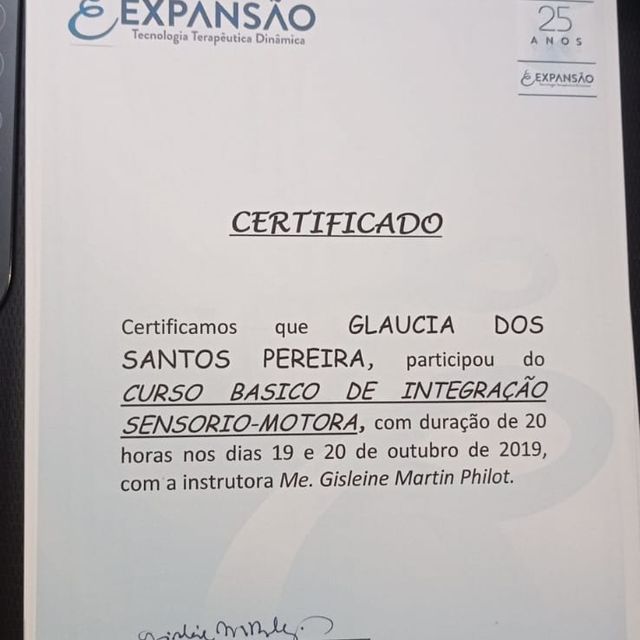 EXPANSÃO
Tecnologia Terapêutica Dinâmica
25
ANOS
EXPANSÃO
CERTIFICADO
Certificamos que GLAUCIA DOS
SANTOS PEREIRA, participou do
CURSO BASICO DE INTEGRAÇÃO
SENSORIO-MOTORA, com duração de 20
horas nos dias 19 e 20 de outubro de 2019,
com a instrutora Me. Gisleine Martin Philot.